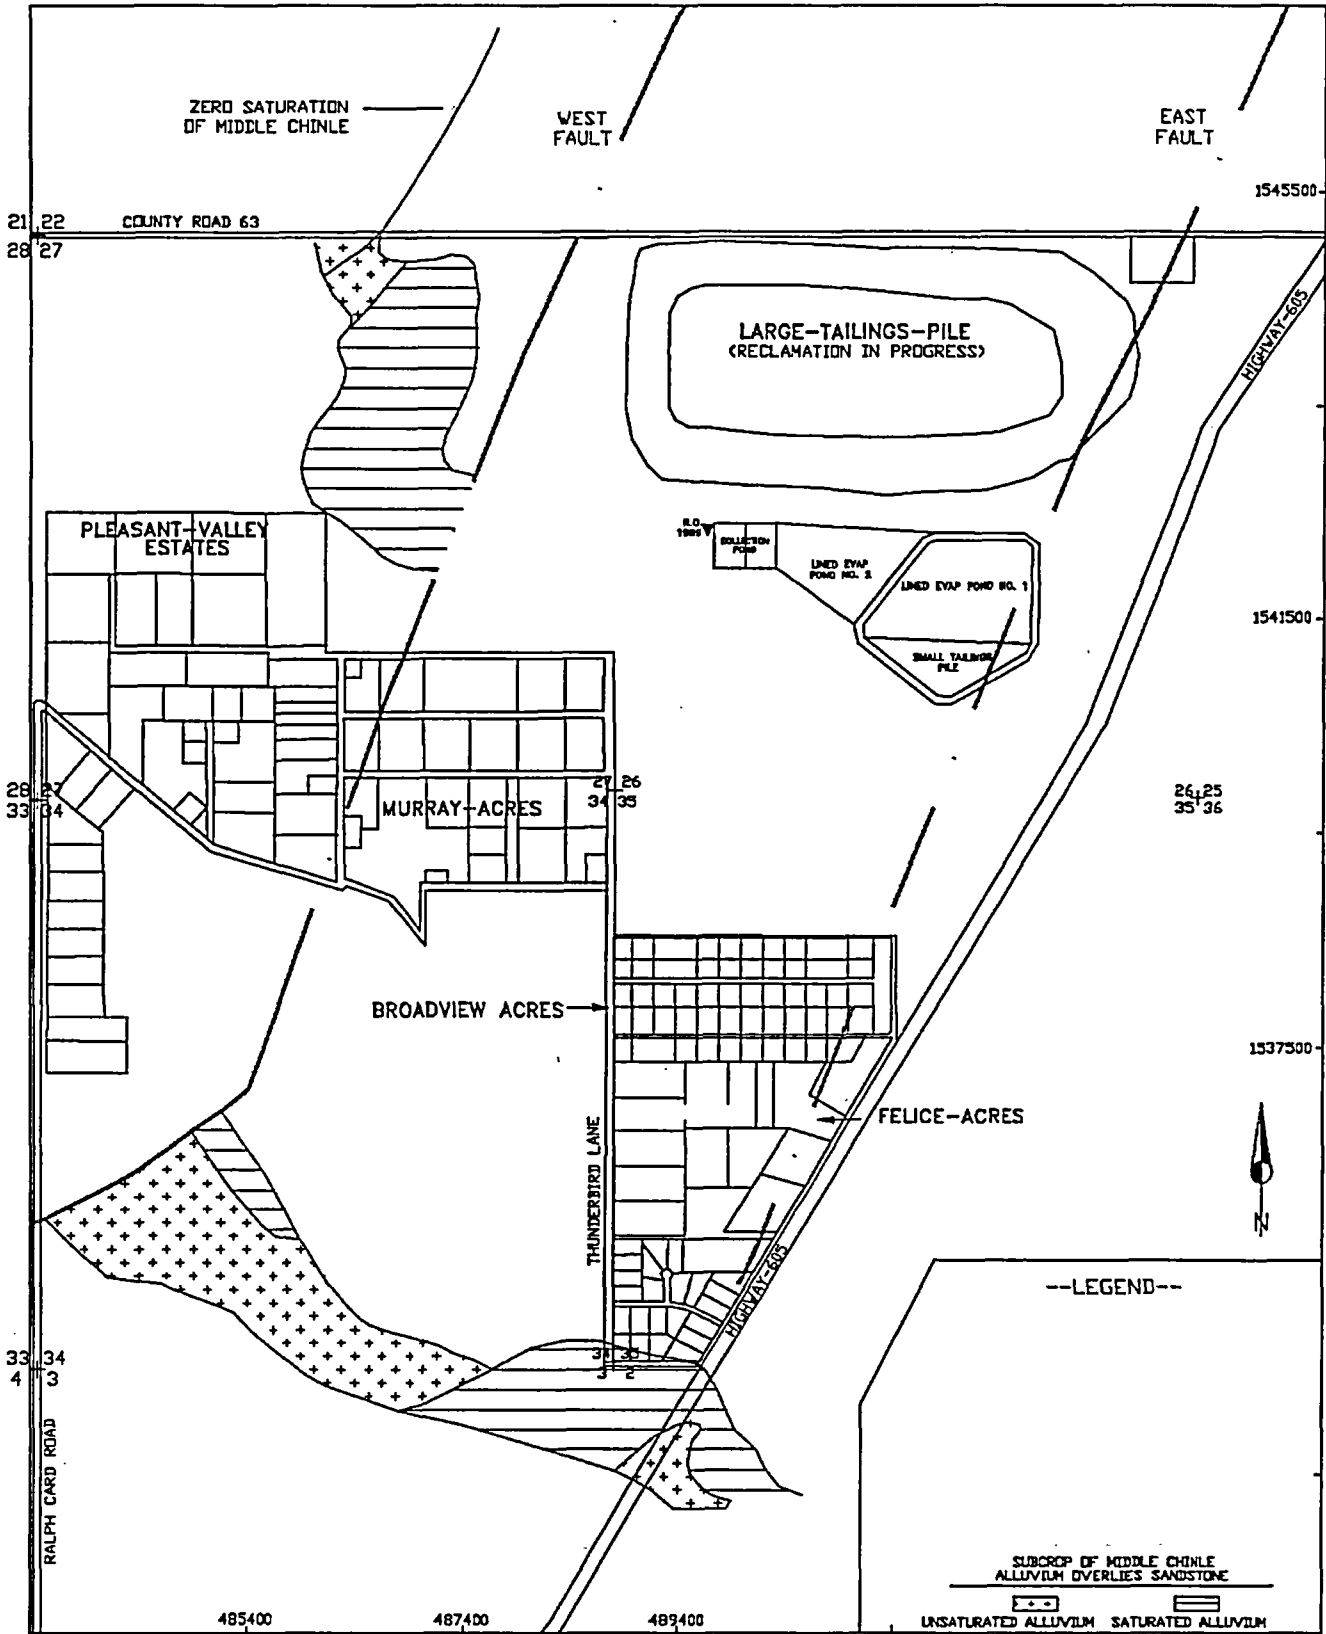 ZERO SATURATION
OF MIDDLE CHINLE
WEST
FAULT
EAST
FAULT
1545500
21 22
28 27
COUNTY ROAD 63
HIGHWAY-605
LARGE-TAILINGS-PILE
(RECLAMATION IN PROGRESS)
PLEASANT-VALLEY
ESTATES
COLLECTION
POND
LINED EVAP
POND NO. 2
LINED EVAP POND NO. 1
1541500
SMALL TAILINGS
PILE
28 27
33 34
27 26
34 35
26 25
35 36
MURRAY-ACRES
BROADVIEW ACRES
1537500
FELICE-ACRES
THUNDERBIRD LANE
N
HIGHWAY-605
--LEGEND--
33 34
4 3
34 35
3 2
RALPH CARD ROAD
SUBCROP OF MIDDLE CHINLE
ALLUVIUM OVERLIES SANDSTONE
UNSATURATED ALLUVIUM SATURATED ALLUVIUM
485400 487400 489400